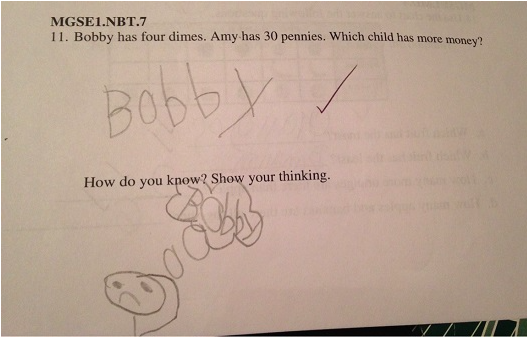 MGSE1.NBT.7
11. Bobby has four dimes. Amy has 30 pennies. Which child has more money?
Bobby
How do you know? Show your thinking.
Bobby